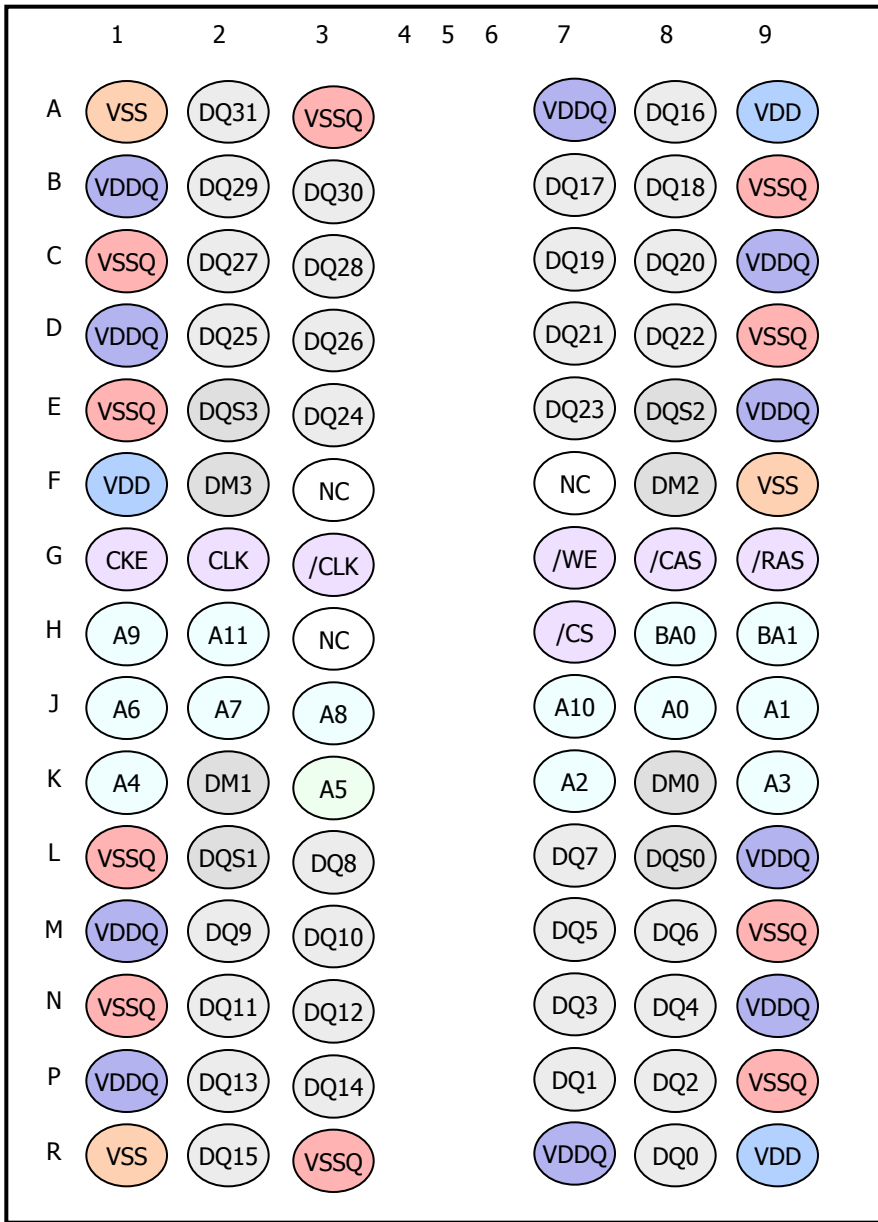 1 2 3 4 5 6 7 8 9
A VSS DQ31 VSSQ VDDQ DQ16 VDD
B VDDQ DQ29 DQ30 DQ17 DQ18 VSSQ
C VSSQ DQ27 DQ28 DQ19 DQ20 VDDQ
D VDDQ DQ25 DQ26 DQ21 DQ22 VSSQ
E VSSQ DQS3 DQ24 DQ23 DQS2 VDDQ
F VDD DM3 NC NC DM2 VSS
G CKE CLK /CLK /WE /CAS /RAS
H A9 A11 NC /CS BA0 BA1
J A6 A7 A8 A10 A0 A1
K A4 DM1 A5 A2 DM0 A3
L VSSQ DQS1 DQ8 DQ7 DQS0 VDDQ
M VDDQ DQ9 DQ10 DQ5 DQ6 VSSQ
N VSSQ DQ11 DQ12 DQ3 DQ4 VDDQ
P VDDQ DQ13 DQ14 DQ1 DQ2 VSSQ
R VSS DQ15 VSSQ VDDQ DQ0 VDD